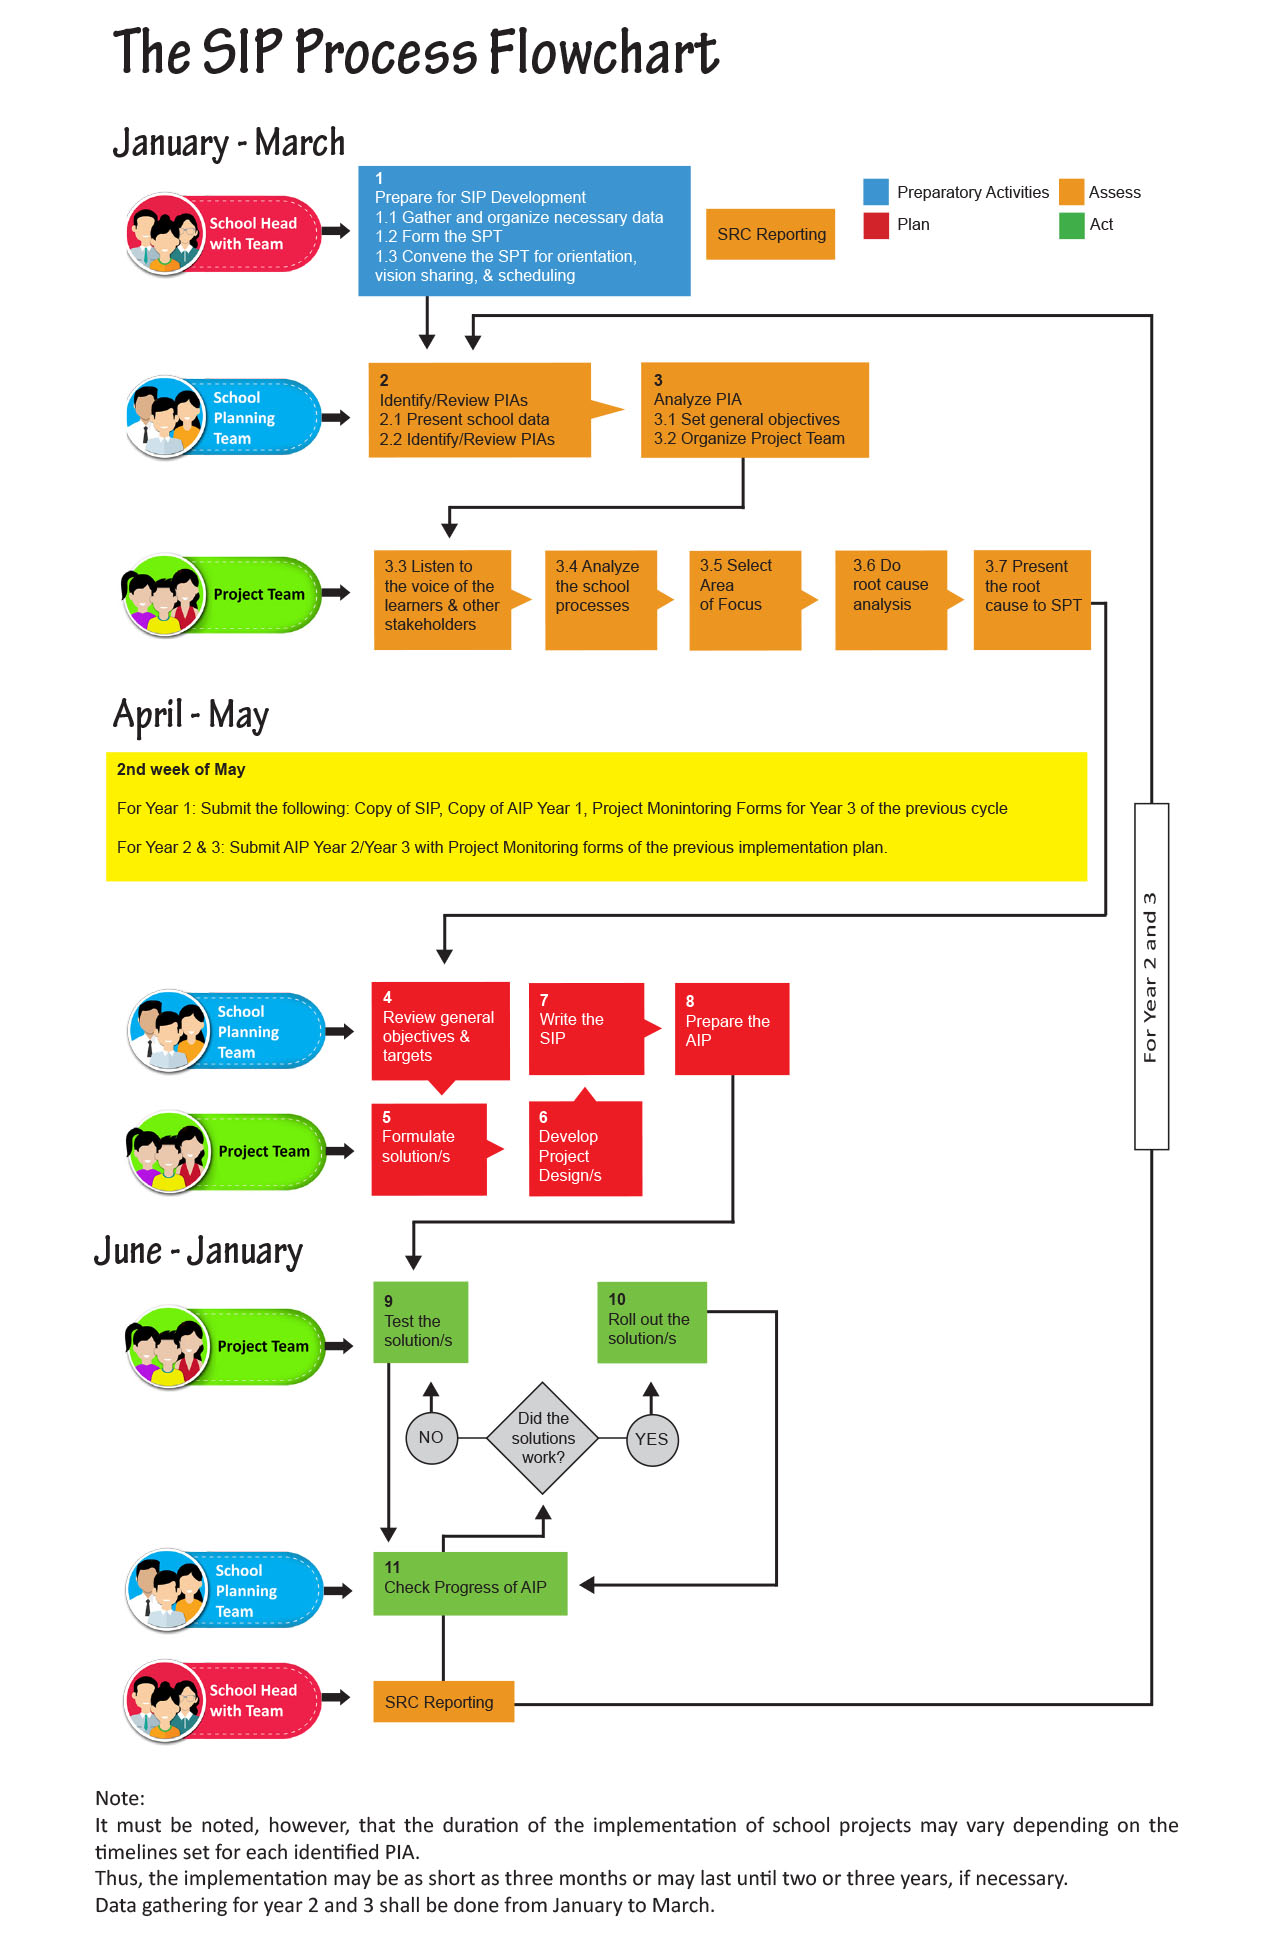 The SIP Process Flowchart
January - March
School Head
with Team
1
Prepare for SIP Development
1.1 Gather and organize necessary data
1.2 Form the SPT
1.3 Convene the SPT for orientation,
vision sharing, & scheduling
SRC Reporting
Preparatory Activities
Assess
Plan
Act
School
Planning
Team
2
Identify/Review PIAs
2.1 Present school data
2.2 Identify/Review PIAs
3
Analyze PIA
3.1 Set general objectives
3.2 Organize Project Team
Project Team
3.3 Listen to
the voice of the
learners & other
stakeholders
3.4 Analyze
the school
processes
3.5 Select
Area
of Focus
3.6 Do
root cause
analysis
3.7 Present
the root
cause to SPT
April - May
2nd week of May
For Year 1: Submit the following: Copy of SIP, Copy of AIP Year 1, Project Monintoring Forms for Year 3 of the previous cycle
For Year 2 & 3: Submit AIP Year 2/Year 3 with Project Monitoring forms of the previous implementation plan.
For Year 2 and 3
School
Planning
Team
4
Review general
objectives &
targets
7
Write the
SIP
8
Prepare the
AIP
Project Team
5
Formulate
solution/s
6
Develop
Project
Design/s
June - January
Project Team
9
Test the
solution/s
10
Roll out the
solution/s
NO
Did the
solutions
work?
YES
School
Planning
Team
11
Check Progress of AIP
School Head
with Team
SRC Reporting
Note:
It must be noted, however, that the duration of the implementation of school projects may vary depending on the
timelines set for each identified PIA.
Thus, the implementation may be as short as three months or may last until two or three years, if necessary.
Data gathering for year 2 and 3 shall be done from January to March.